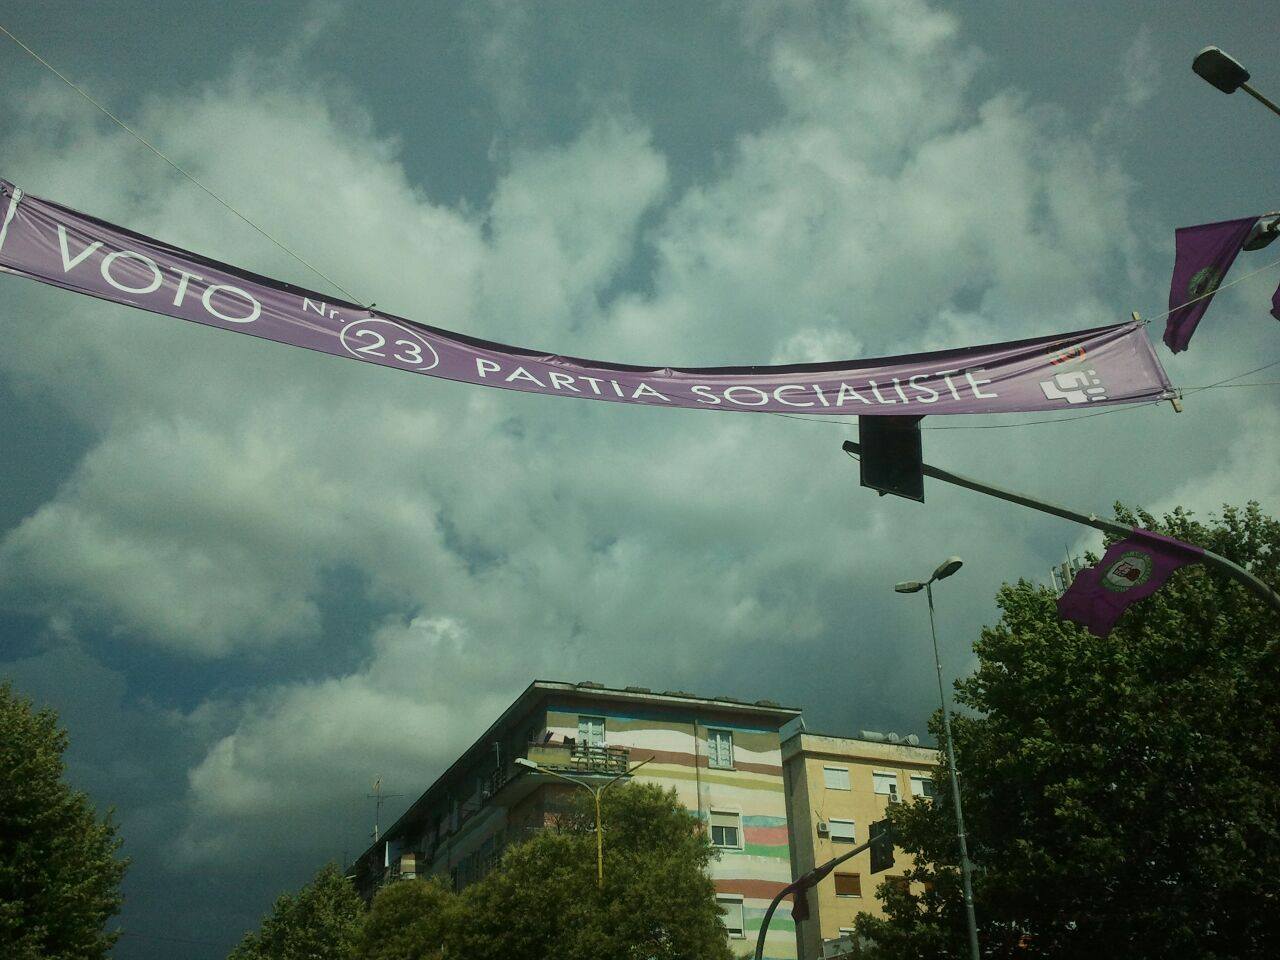 VOTO Nr. 23 PARTIA SOCIALISTE